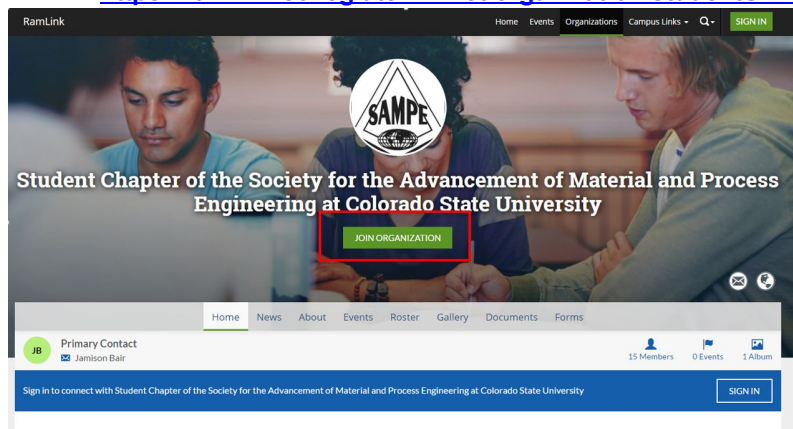 RamLink
Home Events Organizations Campus Links SIGN IN
SAMPE
Student Chapter of the Society for the Advancement of Material and Process
Engineering at Colorado State University
JOIN ORGANIZATION
Home News About Events Roster Gallery Documents Forms
JB
Primary Contact
Jamison Bair
15 Members 0 Events 1 Album
Sign in to connect with Student Chapter of the Society for the Advancement of Material and Process Engineering at Colorado State University
SIGN IN